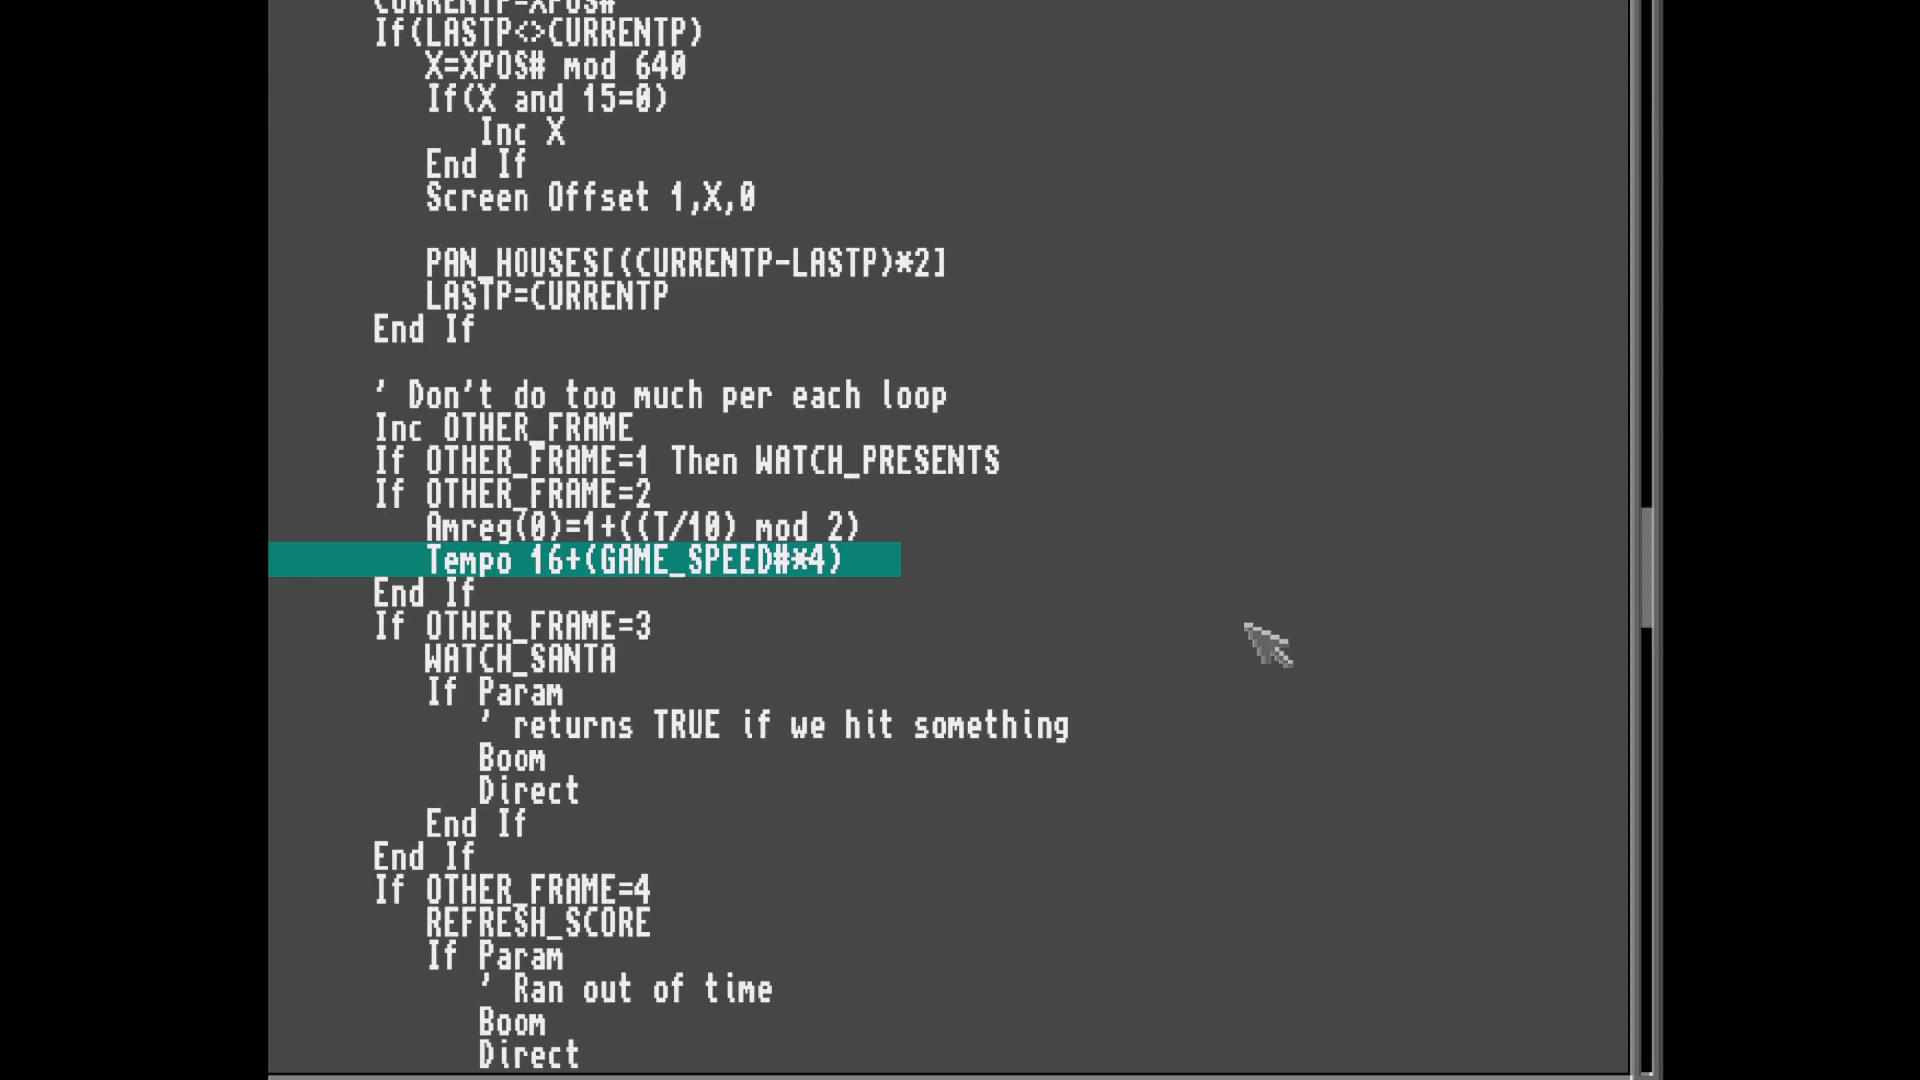 CURRENTP=XPOS#
If(LASTP<>CURRENTP)
X=XPOS# mod 640
If(X and 15=0)
Inc X
End If
Screen Offset 1,X,0
PAN_HOUSES[((CURRENTP-LASTP)*2]
LASTP=CURRENTP
End If
' Don't do too much per each loop
Inc OTHER_FRAME
If OTHER_FRAME=1 Then WATCH_PRESENTS
If OTHER_FRAME=2
Amreg(0)=1+((T/10) mod 2)
Tempo 16+(GAME_SPEED#*4)
End If
If OTHER_FRAME=3
WATCH_SANTA
If Param
' returns TRUE if we hit something
Boom
Direct
End If
End If
If OTHER_FRAME=4
REFRESH_SCORE
If Param
' Ran out of time
Boom
Direct